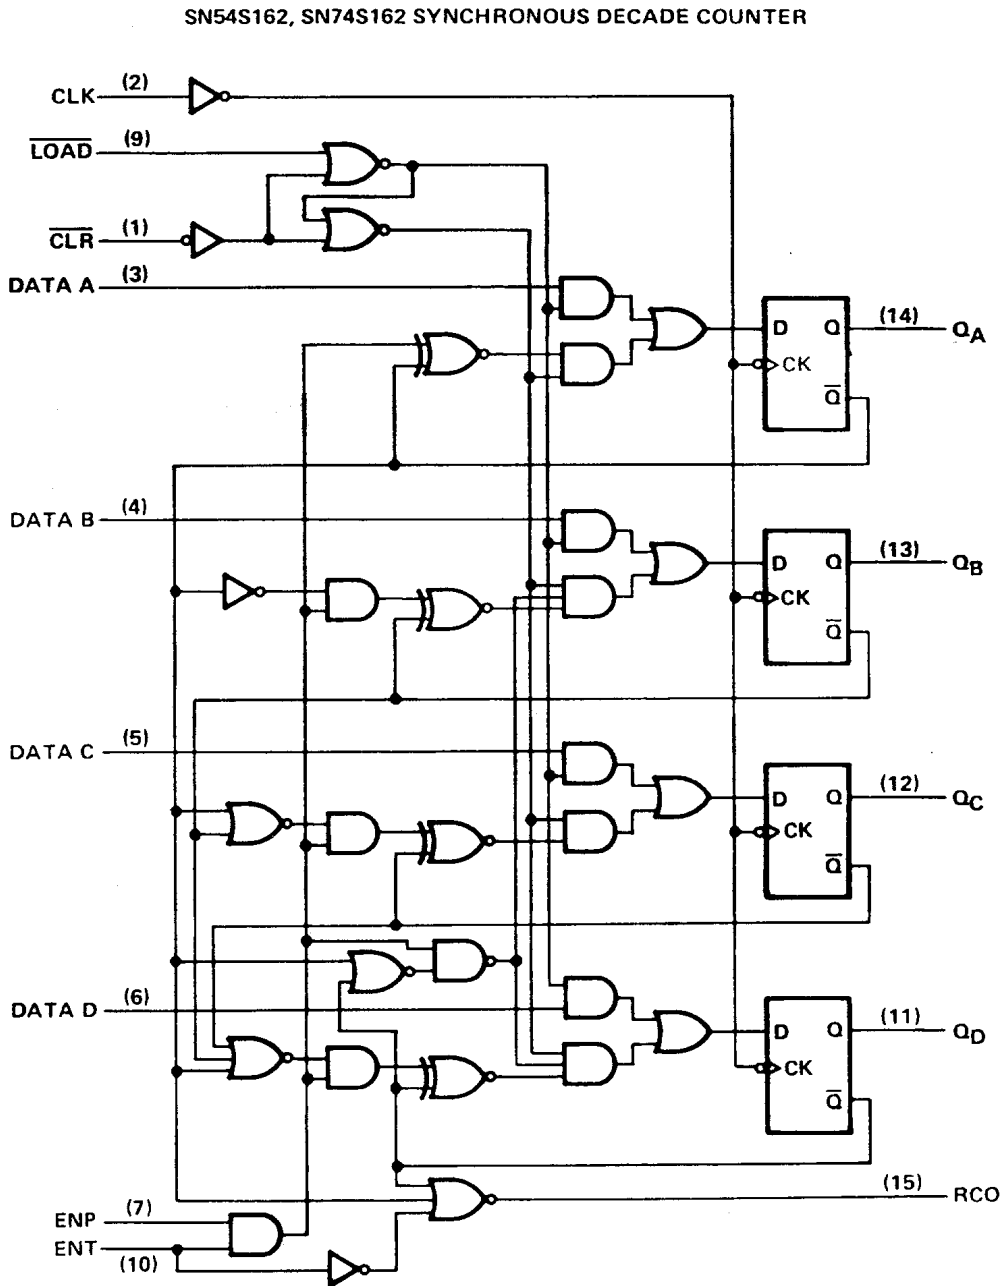 SN54S162, SN74S162 SYNCHRONOUS DECADE COUNTER
CLK (2)
LOAD (9)
CLR (1)
DATA A (3)
D Q (14) QA
CK
Q
DATA B (4)
D Q (13) QB
CK
Q
DATA C (5)
D Q (12) QC
CK
Q
DATA D (6)
D Q (11) QD
CK
Q
(15) RCO
ENP (7)
ENT
(10)